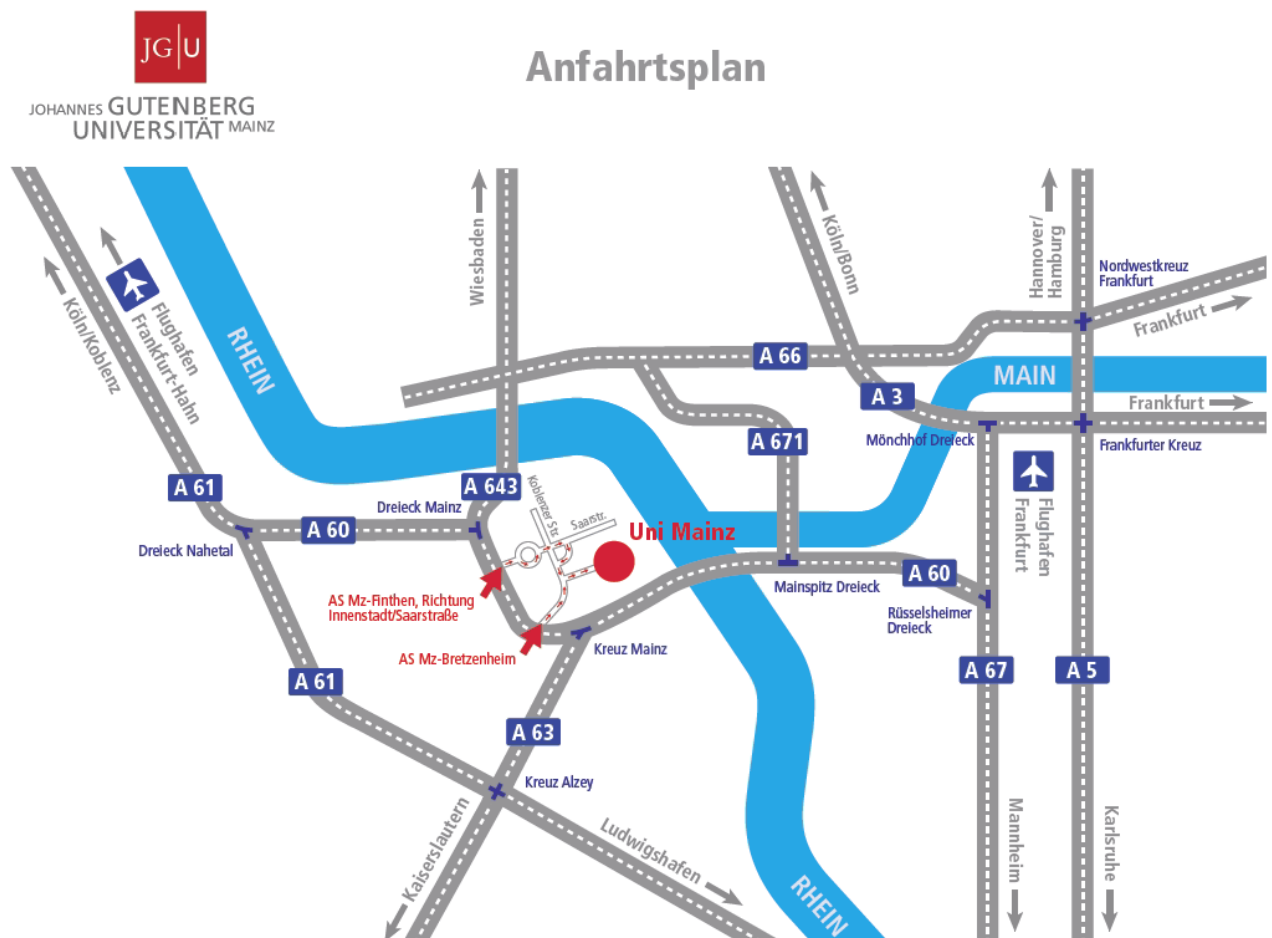 JG|U
Anfahrtsplan
JOHANNES GUTENBERG
UNIVERSITÄT MAINZ
Wiesbaden
Köln/Bonn
Hannover/
Hamburg
Nordwestkreuz
Frankfurt
Frankfurt
Köln/Koblenz
Flughafen
Frankfurt-Hahn
RHEIN
A 66
MAIN
A 3
Frankfurt
Mönchhof Dreieck
Frankfurter Kreuz
A 671
A 61
A 643
Dreieck Mainz
Koblenzer Str.
Saarstr.
Flughafen
Frankfurt
A 60
Uni Mainz
Dreieck Nahetal
Mainspitz Dreieck
A 60
AS Mz-Finthen, Richtung
Innenstadt/Saarstraße
Rüsselsheimer
Dreieck
AS Mz-Bretzenheim
Kreuz Mainz
A 61
A 67
A 5
A 63
Kreuz Alzey
Kaiserslautern
Ludwigshafen
Mannheim
Karlsruhe
RHEIN